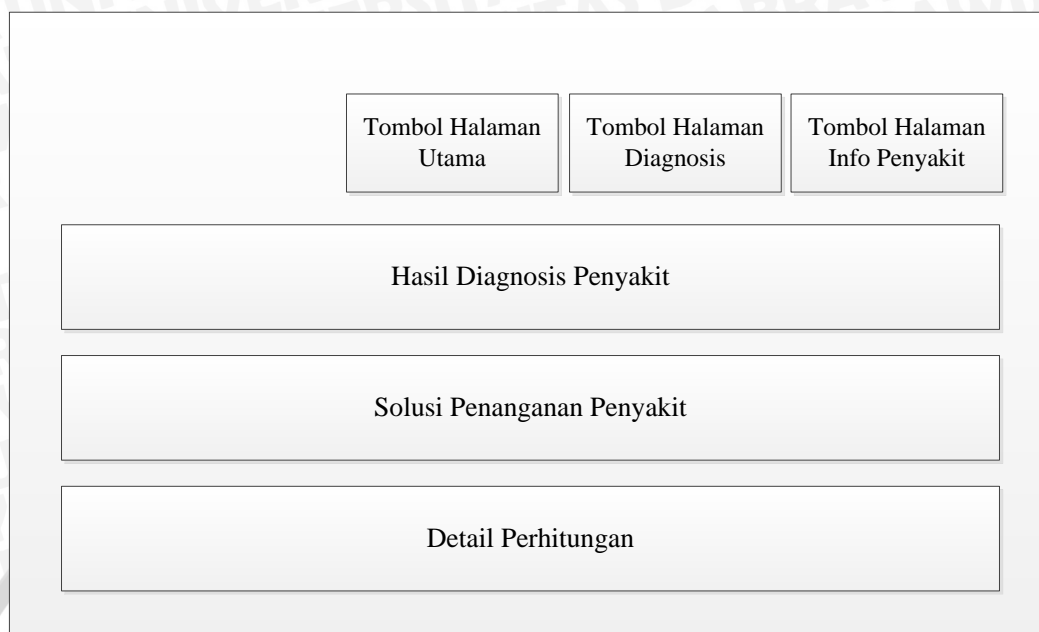 Tombol Halaman
Utama
Tombol Halaman
Diagnosis
Tombol Halaman
Info Penyakit
Hasil Diagnosis Penyakit
Solusi Penanganan Penyakit
Detail Perhitungan